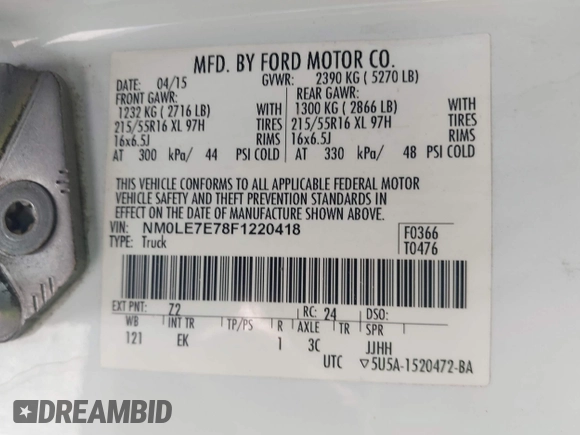 MFD. BY FORD MOTOR CO.
DATE: 04/15 GVWR: 2390 KG ( 5270 LB)
FRONT GAWR: REAR GAWR:
1232 KG ( 2716 LB) WITH 1300 KG ( 2866 LB) WITH
215/55R16 XL 97H TIRES 215/55R16 XL 97H TIRES
16x6.5J RIMS 16x6.5J RIMS
AT 300 kPa/ 44 PSI COLD AT 330 kPa/ 48 PSI COLD
THIS VEHICLE CONFORMS TO ALL APPLICABLE FEDERAL MOTOR
VEHICLE SAFETY AND THEFT PREVENTION STANDARDS IN
EFFECT ON THE DATE OF MANUFACTURE SHOWN ABOVE.
VIN: NM0LE7E78F1220418 F0366
TYPE: Truck T0476
EXT PNT: Z2 RC: 24 DSO:
WB INT TR TP/PS R AXLE TR SPR
121 EK 1 3C JJHH
UTC ▽5U5A-1520472-BA
DREAMBID